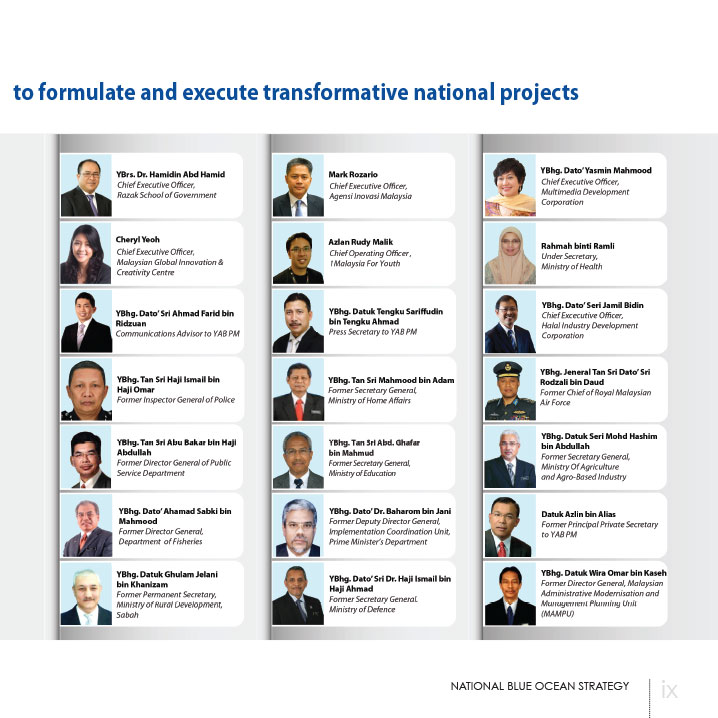 to formulate and execute transformative national projects
YBrs. Dr. Hamidin Abd Hamid
Chief Executive Officer,
Razak School of Government
Cheryl Yeoh
Chief Executive Officer,
Malaysian Global Innovation &
Creativity Centre
YBhg. Dato' Sri Ahmad Farid bin
Ridzuan
Communications Advisor to YAB PM
YBhg. Tan Sri Haji Ismail bin
Haji Omar
Former Inspector General of Police
YBhg. Tan Sri Abu Bakar bin Haji
Abdullah
Former Director General of Public
Service Department
YBhg. Dato' Ahamad Sabki bin
Mahmood
Former Director General,
Department of Fisheries
YBhg. Datuk Ghulam Jelani
bin Khanizam
Former Permanent Secretary,
Ministry of Rural Development,
Sabah
Mark Rozario
Chief Executive Officer,
Agensi Inovasi Malaysia
Azlan Rudy Malik
Chief Operating Officer ,
1Malaysia For Youth
YBhg. Datuk Tengku Sariffudin
bin Tengku Ahmad
Press Secretary to YAB PM
YBhg. Tan Sri Mahmood bin Adam
Former Secretary General,
Ministry of Home Affairs
YBhg. Tan Sri Abd. Ghafar
bin Mahmud
Former Secretary General,
Ministry of Education
YBhg. Dato' Dr. Baharom bin Jani
Former Deputy Director General,
Implementation Coordination Unit,
Prime Minister's Department
YBhg. Dato' Sri Dr. Haji Ismail bin
Haji Ahmad
Former Secretary General.
Ministry of Defence
YBhg. Dato' Yasmin Mahmood
Chief Executive Officer,
Multimedia Development
Corporation
Rahmah binti Ramli
Under Secretary,
Ministry of Health
YBhg. Dato' Seri Jamil Bidin
Chief Exceecutive Officer,
Halal Industry Development
Corporation
YBhg. Jeneral Tan Sri Dato' Sri
Rodzali bin Daud
Former Chief of Royal Malaysian
Air Force
YBhg. Datuk Seri Mohd Hashim
bin Abdullah
Former Secretary General,
Ministry Of Agriculture
and Agro-Based Industry
Datuk Azlin bin Alias
Former Principal Private Secretary
to YAB PM
YBhg. Datuk Wira Omar bin Kaseh
Former Director General, Malaysian
Administrative Modernisation and
Management Planning Unit
(MAMPU)
NATIONAL BLUE OCEAN STRATEGY
ix